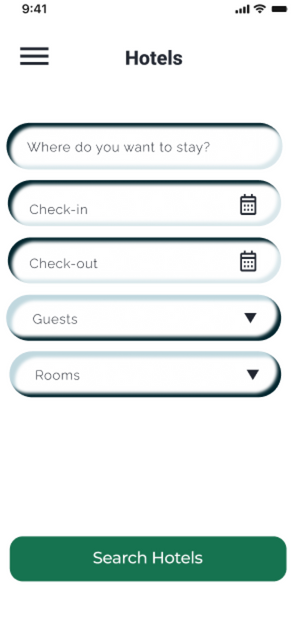 9:41
Hotels
Where do you want to stay?
Check-in
Check-out
Guests
Rooms
Search Hotels